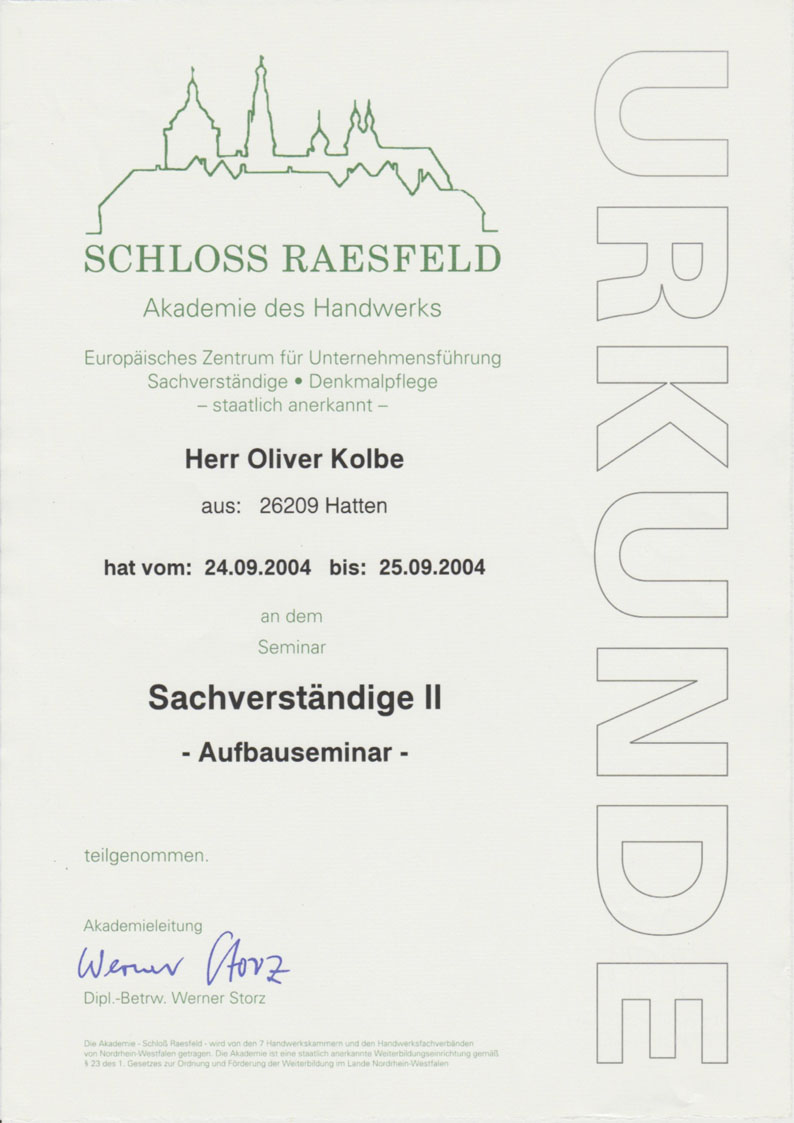 SCHLOSS RAESFELD
Akademie des Handwerks
Europäisches Zentrum für Unternehmensführung
Sachverständige • Denkmalpflege
– staatlich anerkannt –
Herr Oliver Kolbe
aus: 26209 Hatten
hat vom: 24.09.2004 bis: 25.09.2004
an dem
Seminar
Sachverständige II
- Aufbauseminar -
teilgenommen.
Akademieleitung
Werner Storz
Dipl.-Betrw. Werner Storz
Die Akademie - Schloß Raesfeld - wird von den 7 Handwerkskammern und den Handwerksfachverbänden
von Nordrhein-Westfalen getragen. Die Akademie ist eine staatlich anerkannte Weiterbildungseinrichtung gemäß
§ 23 des 1. Gesetzes zur Ordnung und Förderung der Weiterbildung im Lande Nordrhein-Westfalen
URKUNDE